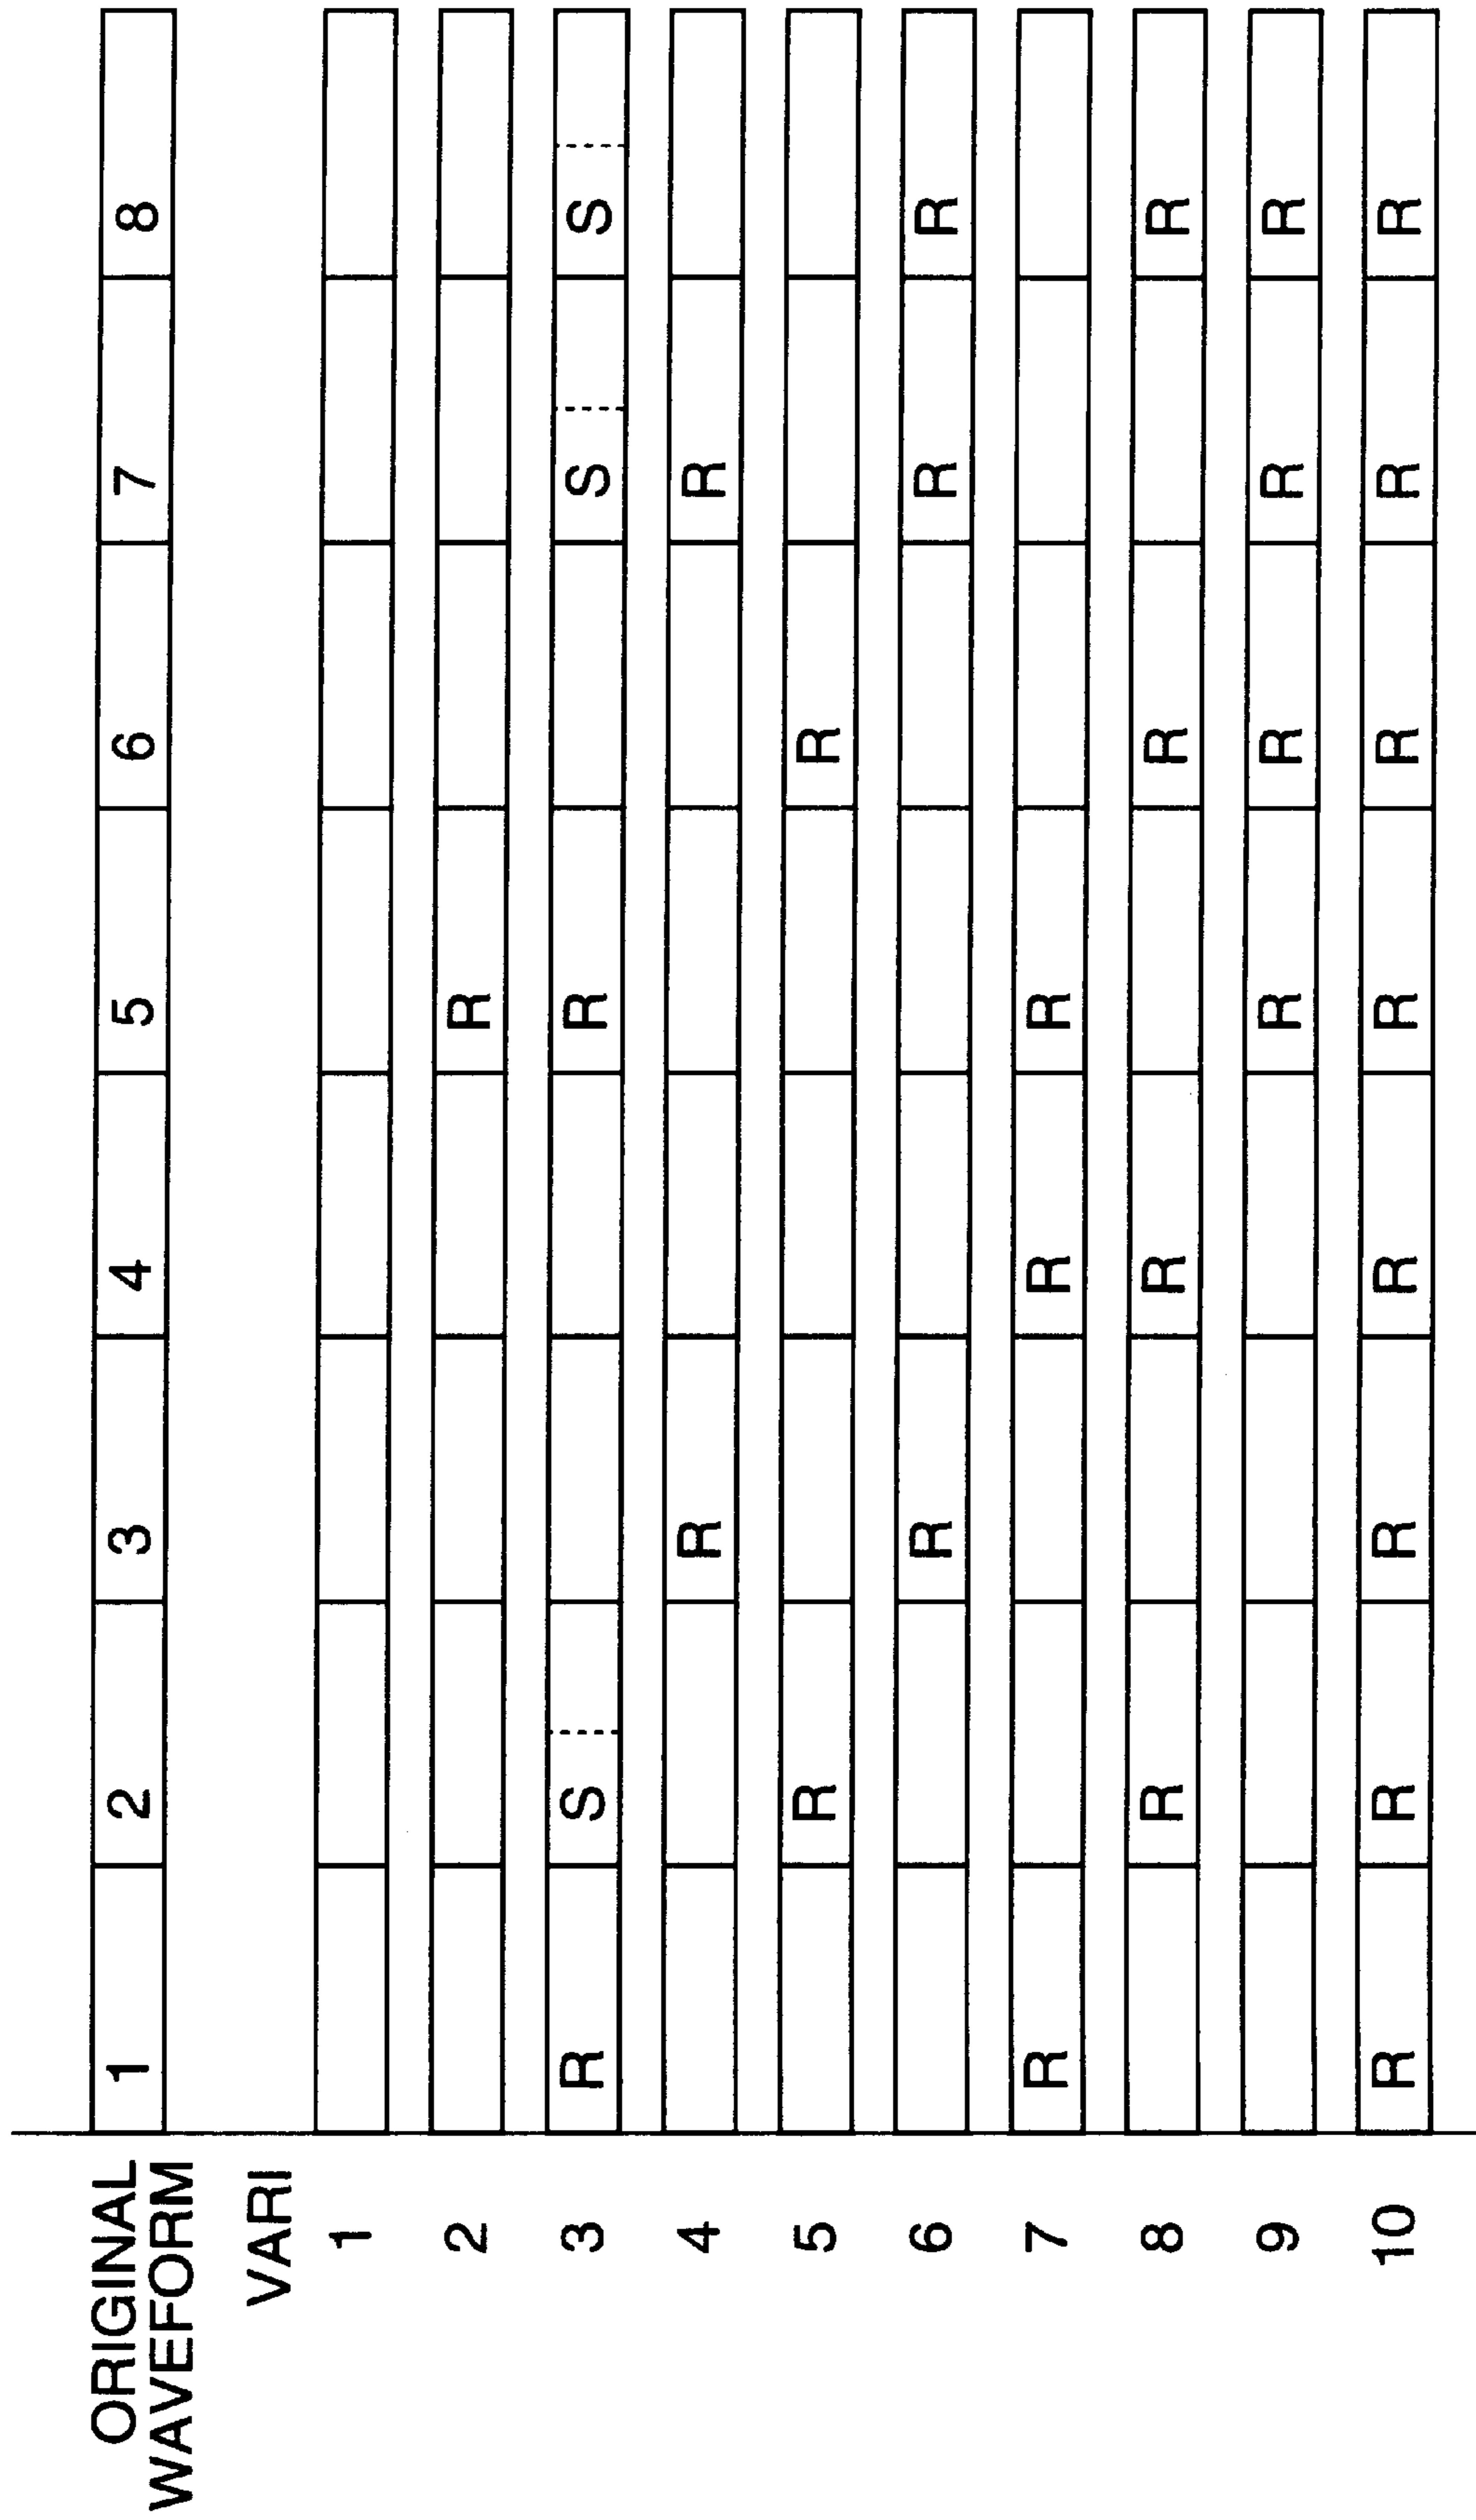 ORIGINAL
WAVEFORM 1 2 3 4 5 6 7 8
VARI
1
2 R
3 R S R S S
4 R R
5 R R
6 R R R
7 R R R
8 R R R R
9 R R R R
10 R R R R R R R R